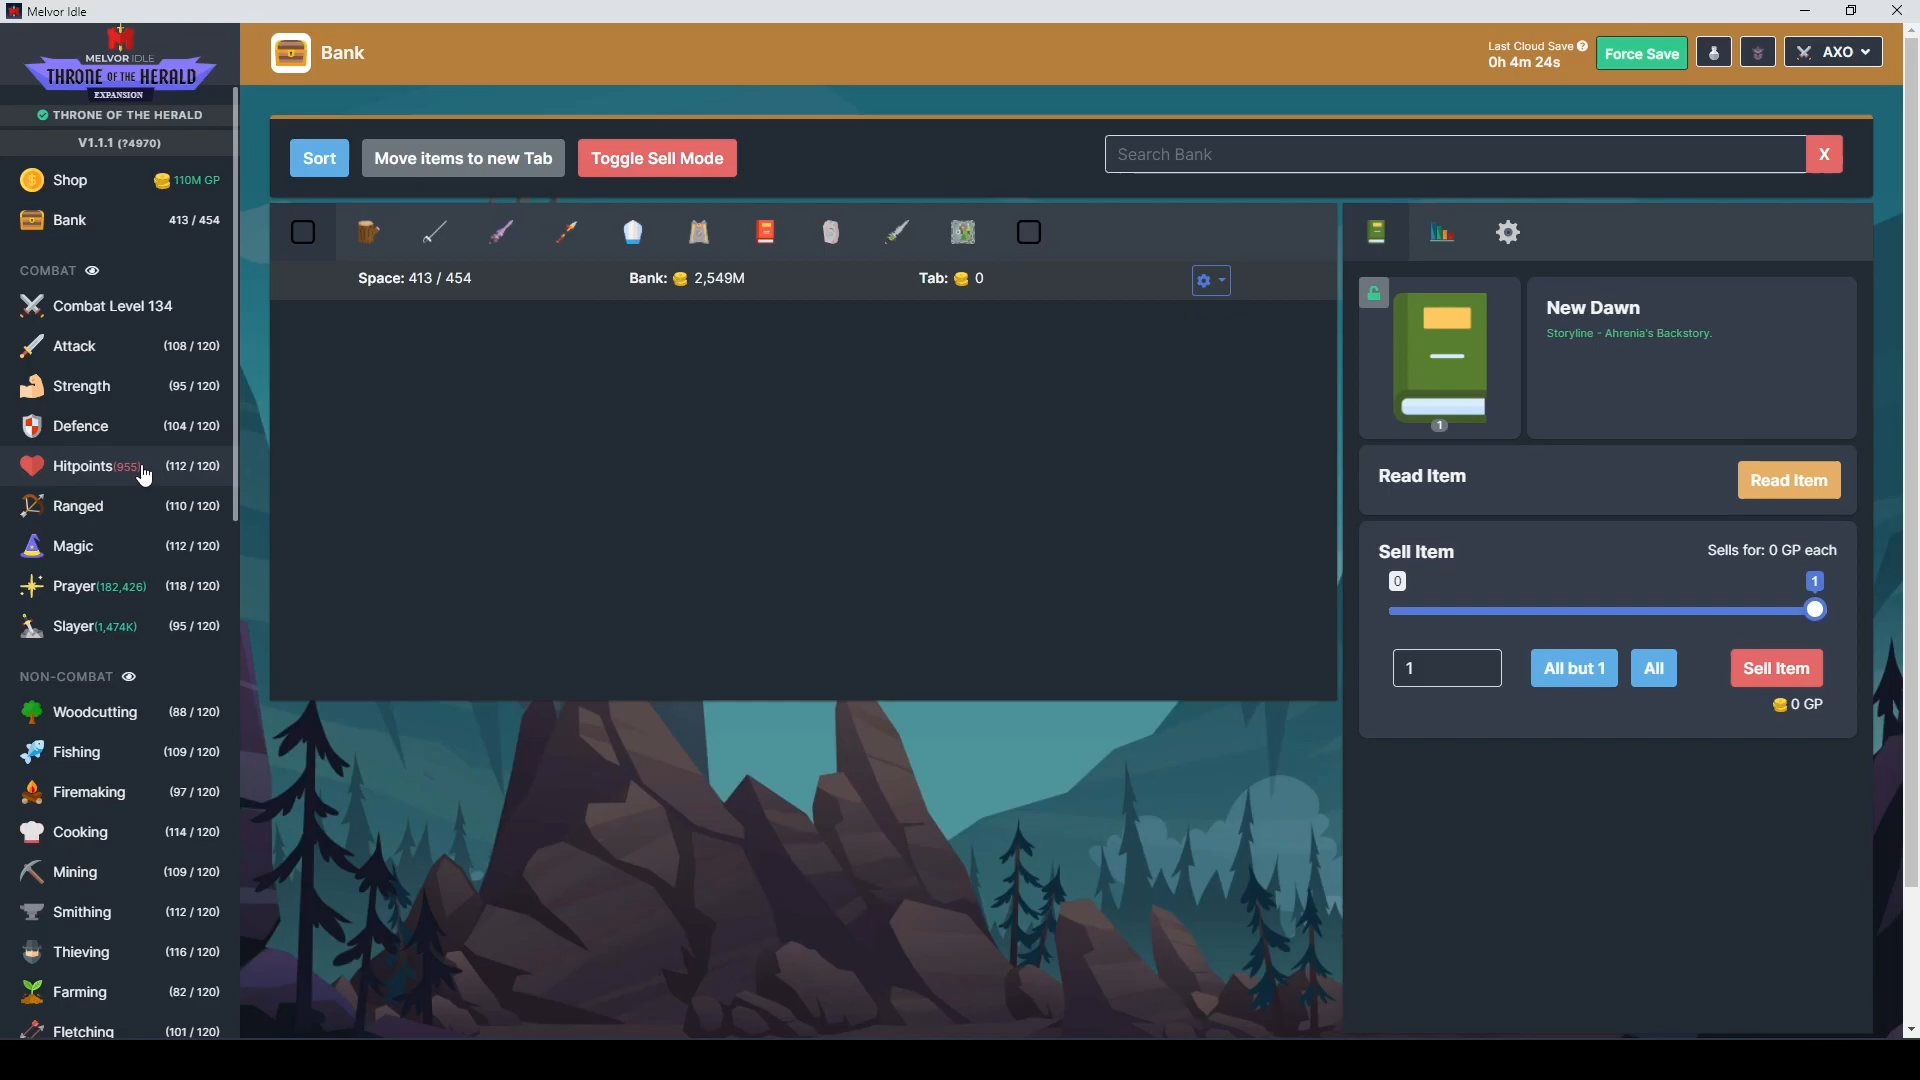 Melvor Idle
MELVOR IDLE
THRONE OF THE HERALD
EXPANSION
THRONE OF THE HERALD
V1.1.1 (?4970)
Shop 110M GP
Bank 413 / 454
COMBAT
Combat Level 134
Attack (108 / 120)
Strength (95 / 120)
Defence (104 / 120)
Hitpoints(955) (112 / 120)
Ranged (110 / 120)
Magic (112 / 120)
Prayer(182,426) (118 / 120)
Slayer(1,474K) (95 / 120)
NON-COMBAT
Woodcutting (88 / 120)
Fishing (109 / 120)
Firemaking (97 / 120)
Cooking (114 / 120)
Mining (109 / 120)
Smithing (112 / 120)
Thieving (116 / 120)
Farming (82 / 120)
Fletching (101 / 120)
Bank
Last Cloud Save ?
0h 4m 24s
Force Save
AXO
Sort
Move items to new Tab
Toggle Sell Mode
Search Bank
X
Space: 413 / 454
Bank: 2,549M
Tab: 0
1
New Dawn
Storyline - Ahrenia's Backstory.
Read Item
Read Item
Sell Item
Sells for: 0 GP each
0
1
1
All but 1
All
Sell Item
0 GP